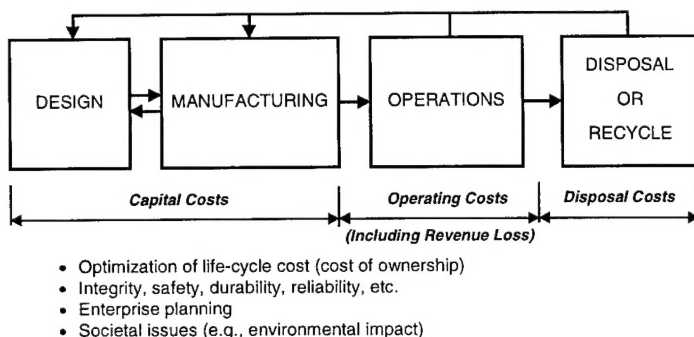 DESIGN
MANUFACTURING
OPERATIONS
DISPOSAL
OR
RECYCLE
Capital Costs
Operating Costs
Disposal Costs
(Including Revenue Loss)
• Optimization of life-cycle cost (cost of ownership)
• Integrity, safety, durability, reliability, etc.
• Enterprise planning
• Societal issues (e.g., environmental impact)